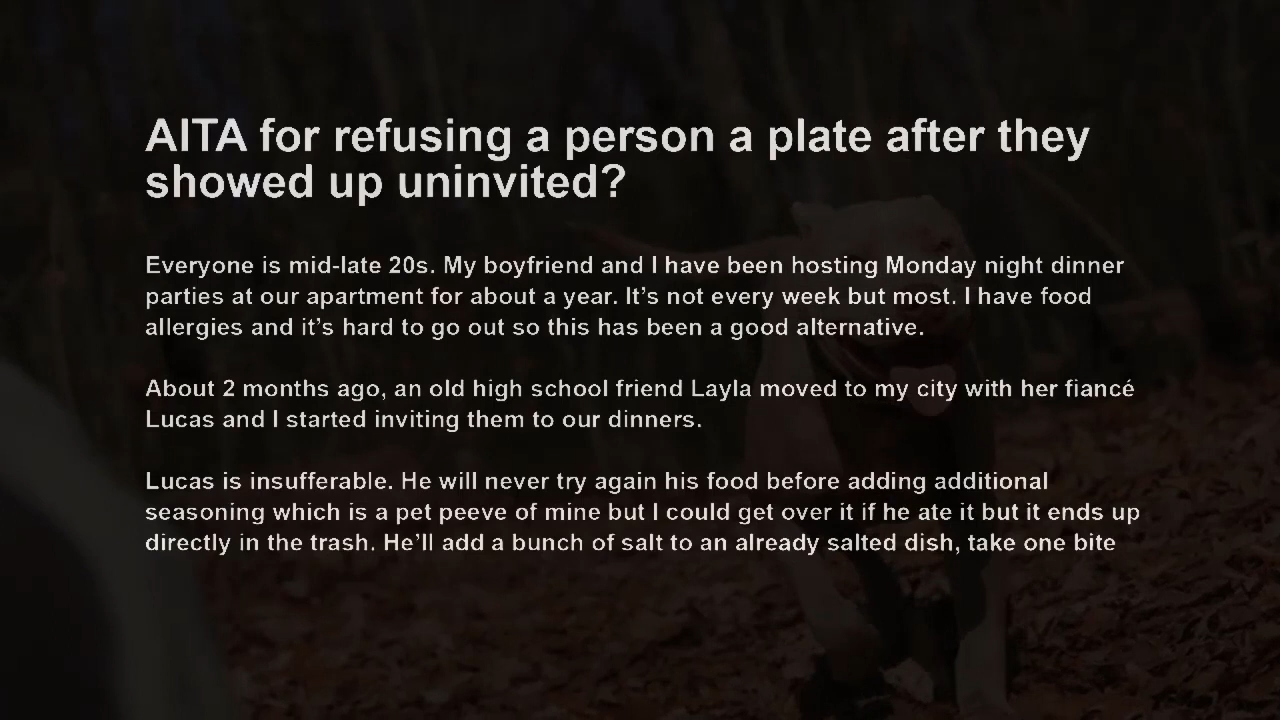 AITA for refusing a person a plate after they
showed up uninvited?
Everyone is mid-late 20s. My boyfriend and I have been hosting Monday night dinner
parties at our apartment for about a year. It’s not every week but most. I have food
allergies and it’s hard to go out so this has been a good alternative.
About 2 months ago, an old high school friend Layla moved to my city with her fiancé
Lucas and I started inviting them to our dinners.
Lucas is insufferable. He will never try again his food before adding additional
seasoning which is a pet peeve of mine but I could get over it if he ate it but it ends up
directly in the trash. He’ll add a bunch of salt to an already salted dish, take one bite